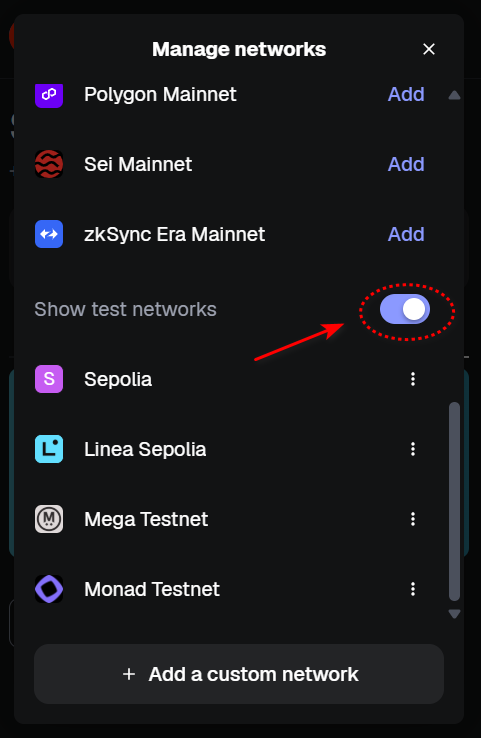 Manage networks
Polygon Mainnet Add
Sei Mainnet Add
zkSync Era Mainnet Add
Show test networks
S Sepolia
L Linea Sepolia
M Mega Testnet
Monad Testnet
+ Add a custom network